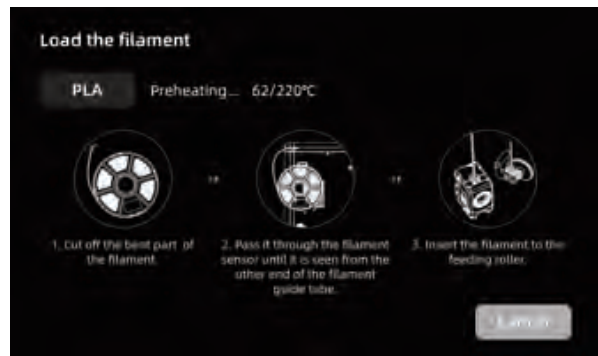 Load the filament
PLA
Preheating... 62/220°C
1. Cut off the bent part of
the filament.
2. Pass it through the filament
sensor until it is seen from the
other end of the filament
guide tube.
3. Insert the filament to the
feeding roller.